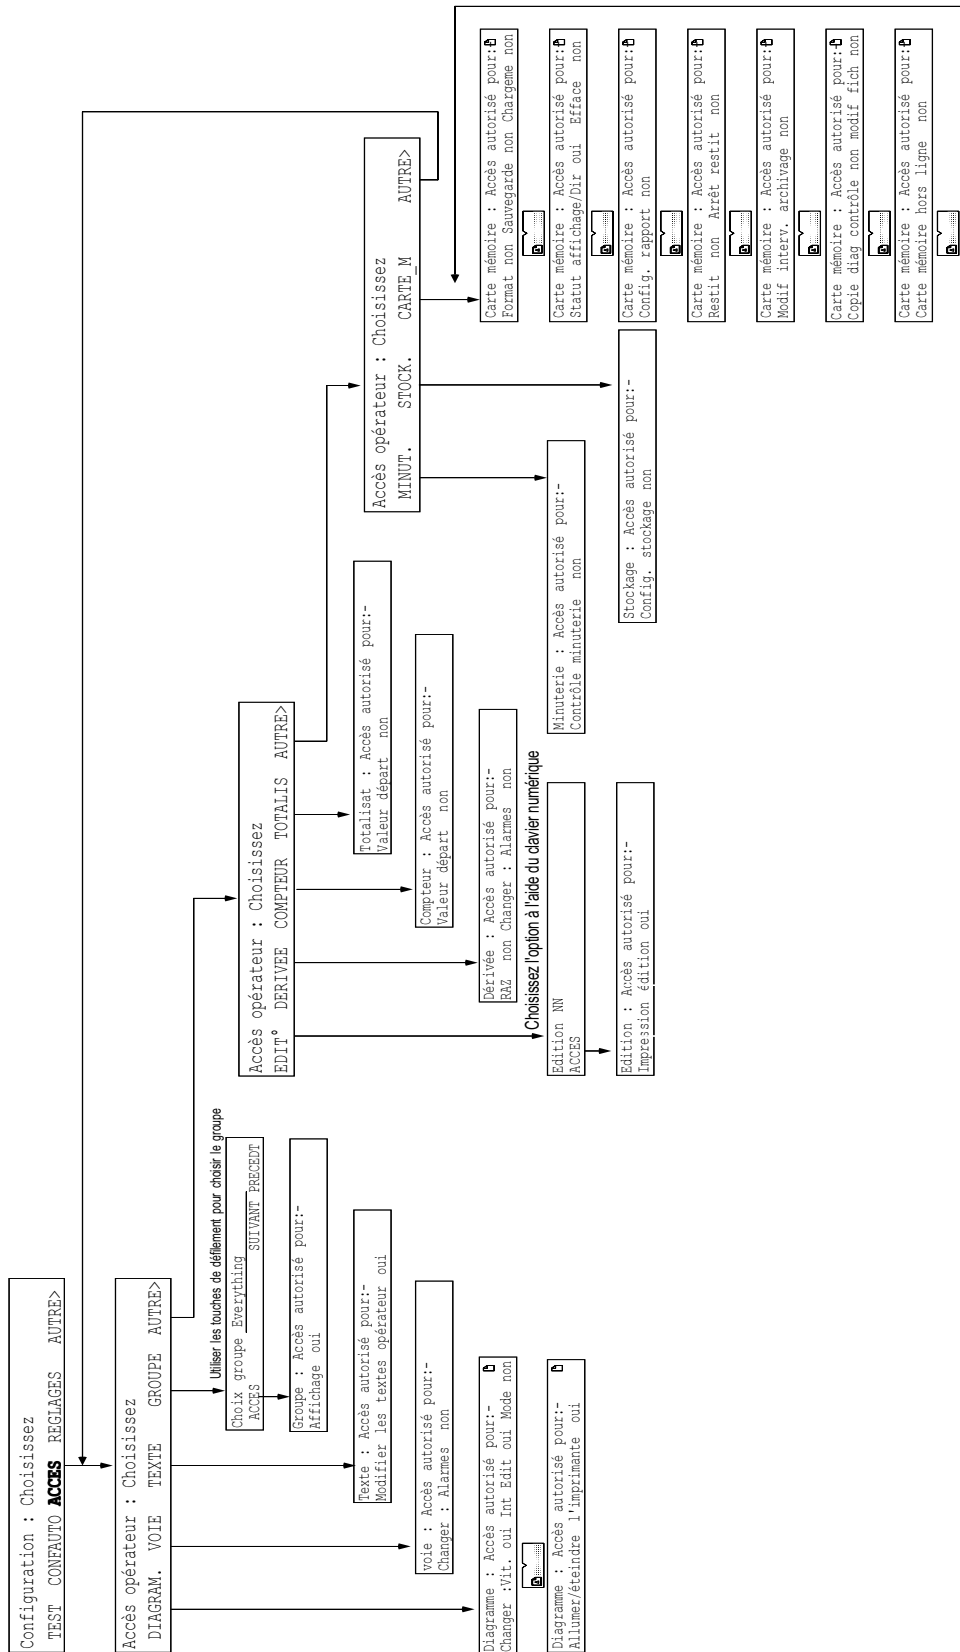 Configuration : Choisissez
TEST CONFAUTO ACCES REGLAGES AUTRE>
Accès opérateur : Choisissez
DIAGRAM. VOIE TEXTE GROUPE AUTRE>
Utiliser les touches de défilement pour choisir le groupe
Choix groupe Everything
ACCES SUIVANT PRECEDT
Groupe : Accès autorisé pour:-
Affichage oui
Texte : Accès autorisé pour:-
Modifier les textes opérateur oui
voie : Accès autorisé pour:-
Changer : Alarmes non
Diagramme : Accès autorisé pour:-
Changer :Vit. oui Int Edit oui Mode non
Diagramme : Accès autorisé pour:-
Allumer/éteindre l'imprimante oui
Accès opérateur : Choisissez
EDIT° DERIVEE COMPTEUR TOTALIS AUTRE>
Totalisat : Accès autorisé pour:-
Valeur départ non
Compteur : Accès autorisé pour:-
Valeur départ non
Dérivée : Accès autorisé pour:-
RAZ non Changer : Alarmes non
Choisissez l'option à l'aide du clavier numérique
Edition NN
ACCES
Edition : Accès autorisé pour:-
Impression édition oui
Accès opérateur : Choisissez
MINUT. STOCK. CARTE_M AUTRE>
Minuterie : Accès autorisé pour:-
Contrôle minuterie non
Stockage : Accès autorisé pour:-
Config. stockage non
Carte mémoire : Accès autorisé pour:-
Format non Sauvegarde non Chargeme non
Carte mémoire : Accès autorisé pour:-
Statut affichage/Dir oui Efface non
Carte mémoire : Accès autorisé pour:-
Config. rapport non
Carte mémoire : Accès autorisé pour:-
Restit non Arrêt restit non
Carte mémoire : Accès autorisé pour:-
Modif interv. archivage non
Carte mémoire : Accès autorisé pour:-
Copie diag contrôle non modif fich non
Carte mémoire : Accès autorisé pour:-
Carte mémoire hors ligne non